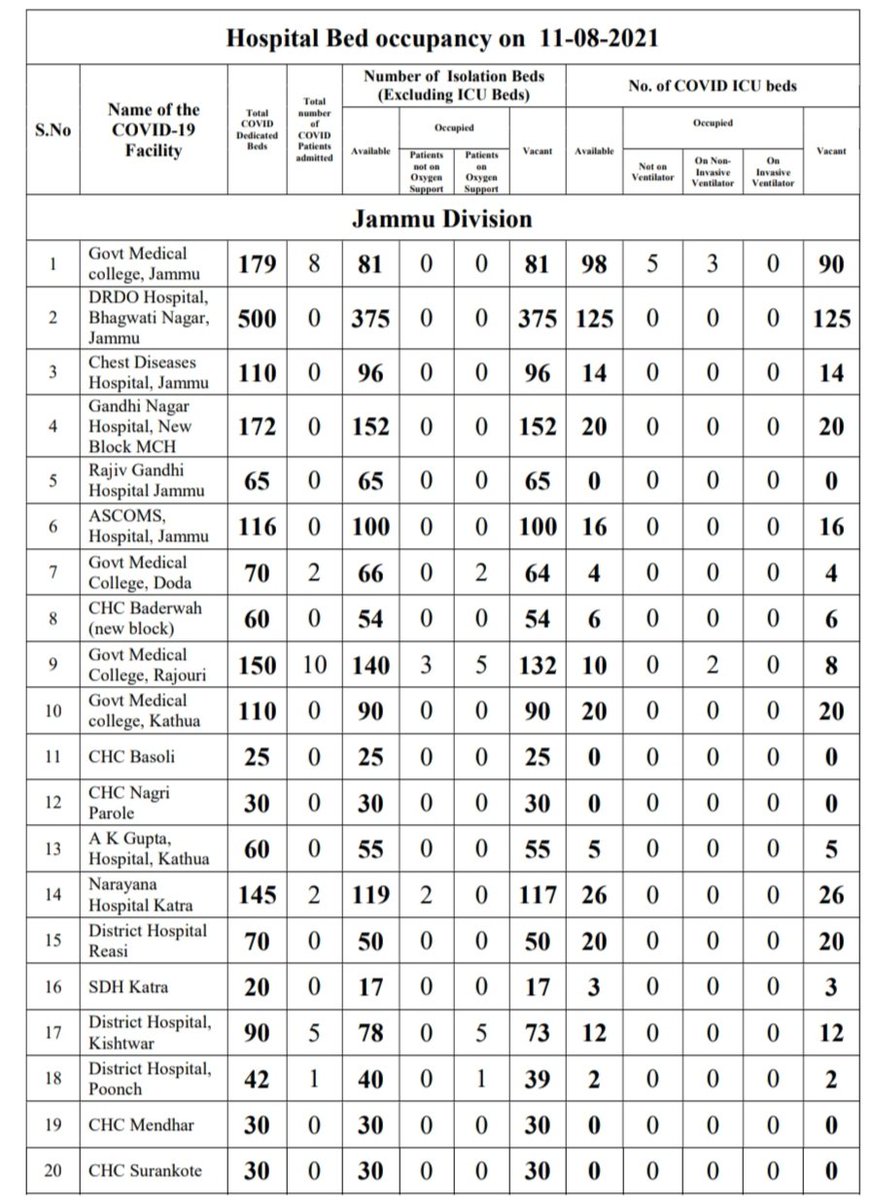 Hospital Bed occupancy on 11-08-2021
S.No
Name of the
COVID-19
Facility
Total
COVID
Dedicated
Beds
Total
number
of
COVID
Patients
admitted
Number of Isolation Beds
(Excluding ICU Beds)
No. of COVID ICU beds
Available
Occupied
Patients
not on
Oxygen
Support
Patients
on
Oxygen
Support
Vacant
Available
Occupied
Not on
Ventilator
On Non-
Invasive
Ventilator
On
Invasive
Ventilator
Vacant
Jammu Division
1 Govt Medical
college, Jammu 179 8 81 0 0 81 98 5 3 0 90
2 DRDO Hospital,
Bhagwati Nagar,
Jammu 500 0 375 0 0 375 125 0 0 0 125
3 Chest Diseases
Hospital, Jammu 110 0 96 0 0 96 14 0 0 0 14
4 Gandhi Nagar
Hospital, New
Block MCH 172 0 152 0 0 152 20 0 0 0 20
5 Rajiv Gandhi
Hospital Jammu 65 0 65 0 0 65 0 0 0 0 0
6 ASCOMS,
Hospital, Jammu 116 0 100 0 0 100 16 0 0 0 16
7 Govt Medical
College, Doda 70 2 66 0 2 64 4 0 0 0 4
8 CHC Baderwah
(new block) 60 0 54 0 0 54 6 0 0 0 6
9 Govt Medical
College, Rajouri 150 10 140 3 5 132 10 0 2 0 8
10 Govt Medical
college, Kathua 110 0 90 0 0 90 20 0 0 0 20
11 CHC Basoli 25 0 25 0 0 25 0 0 0 0 0
12 CHC Nagri
Parole 30 0 30 0 0 30 0 0 0 0 0
13 A K Gupta,
Hospital, Kathua 60 0 55 0 0 55 5 0 0 0 5
14 Narayana
Hospital Katra 145 2 119 2 0 117 26 0 0 0 26
15 District Hospital
Reasi 70 0 50 0 0 50 20 0 0 0 20
16 SDH Katra 20 0 17 0 0 17 3 0 0 0 3
17 District Hospital,
Kishtwar 90 5 78 0 5 73 12 0 0 0 12
18 District Hospital,
Poonch 42 1 40 0 1 39 2 0 0 0 2
19 CHC Mendhar 30 0 30 0 0 30 0 0 0 0 0
20 CHC Surankote 30 0 30 0 0 30 0 0 0 0 0